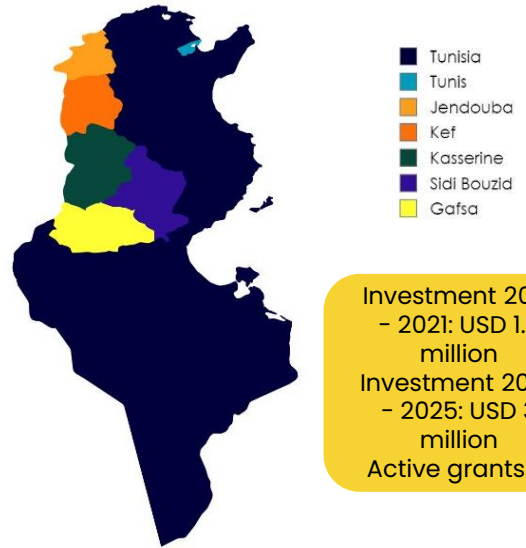 Tunisia
Tunis
Jendouba
Kef
Kasserine
Sidi Bouzid
Gafsa
Investment 20
- 2021: USD 1.
million
Investment 20
- 2025: USD 3
million
Active grants